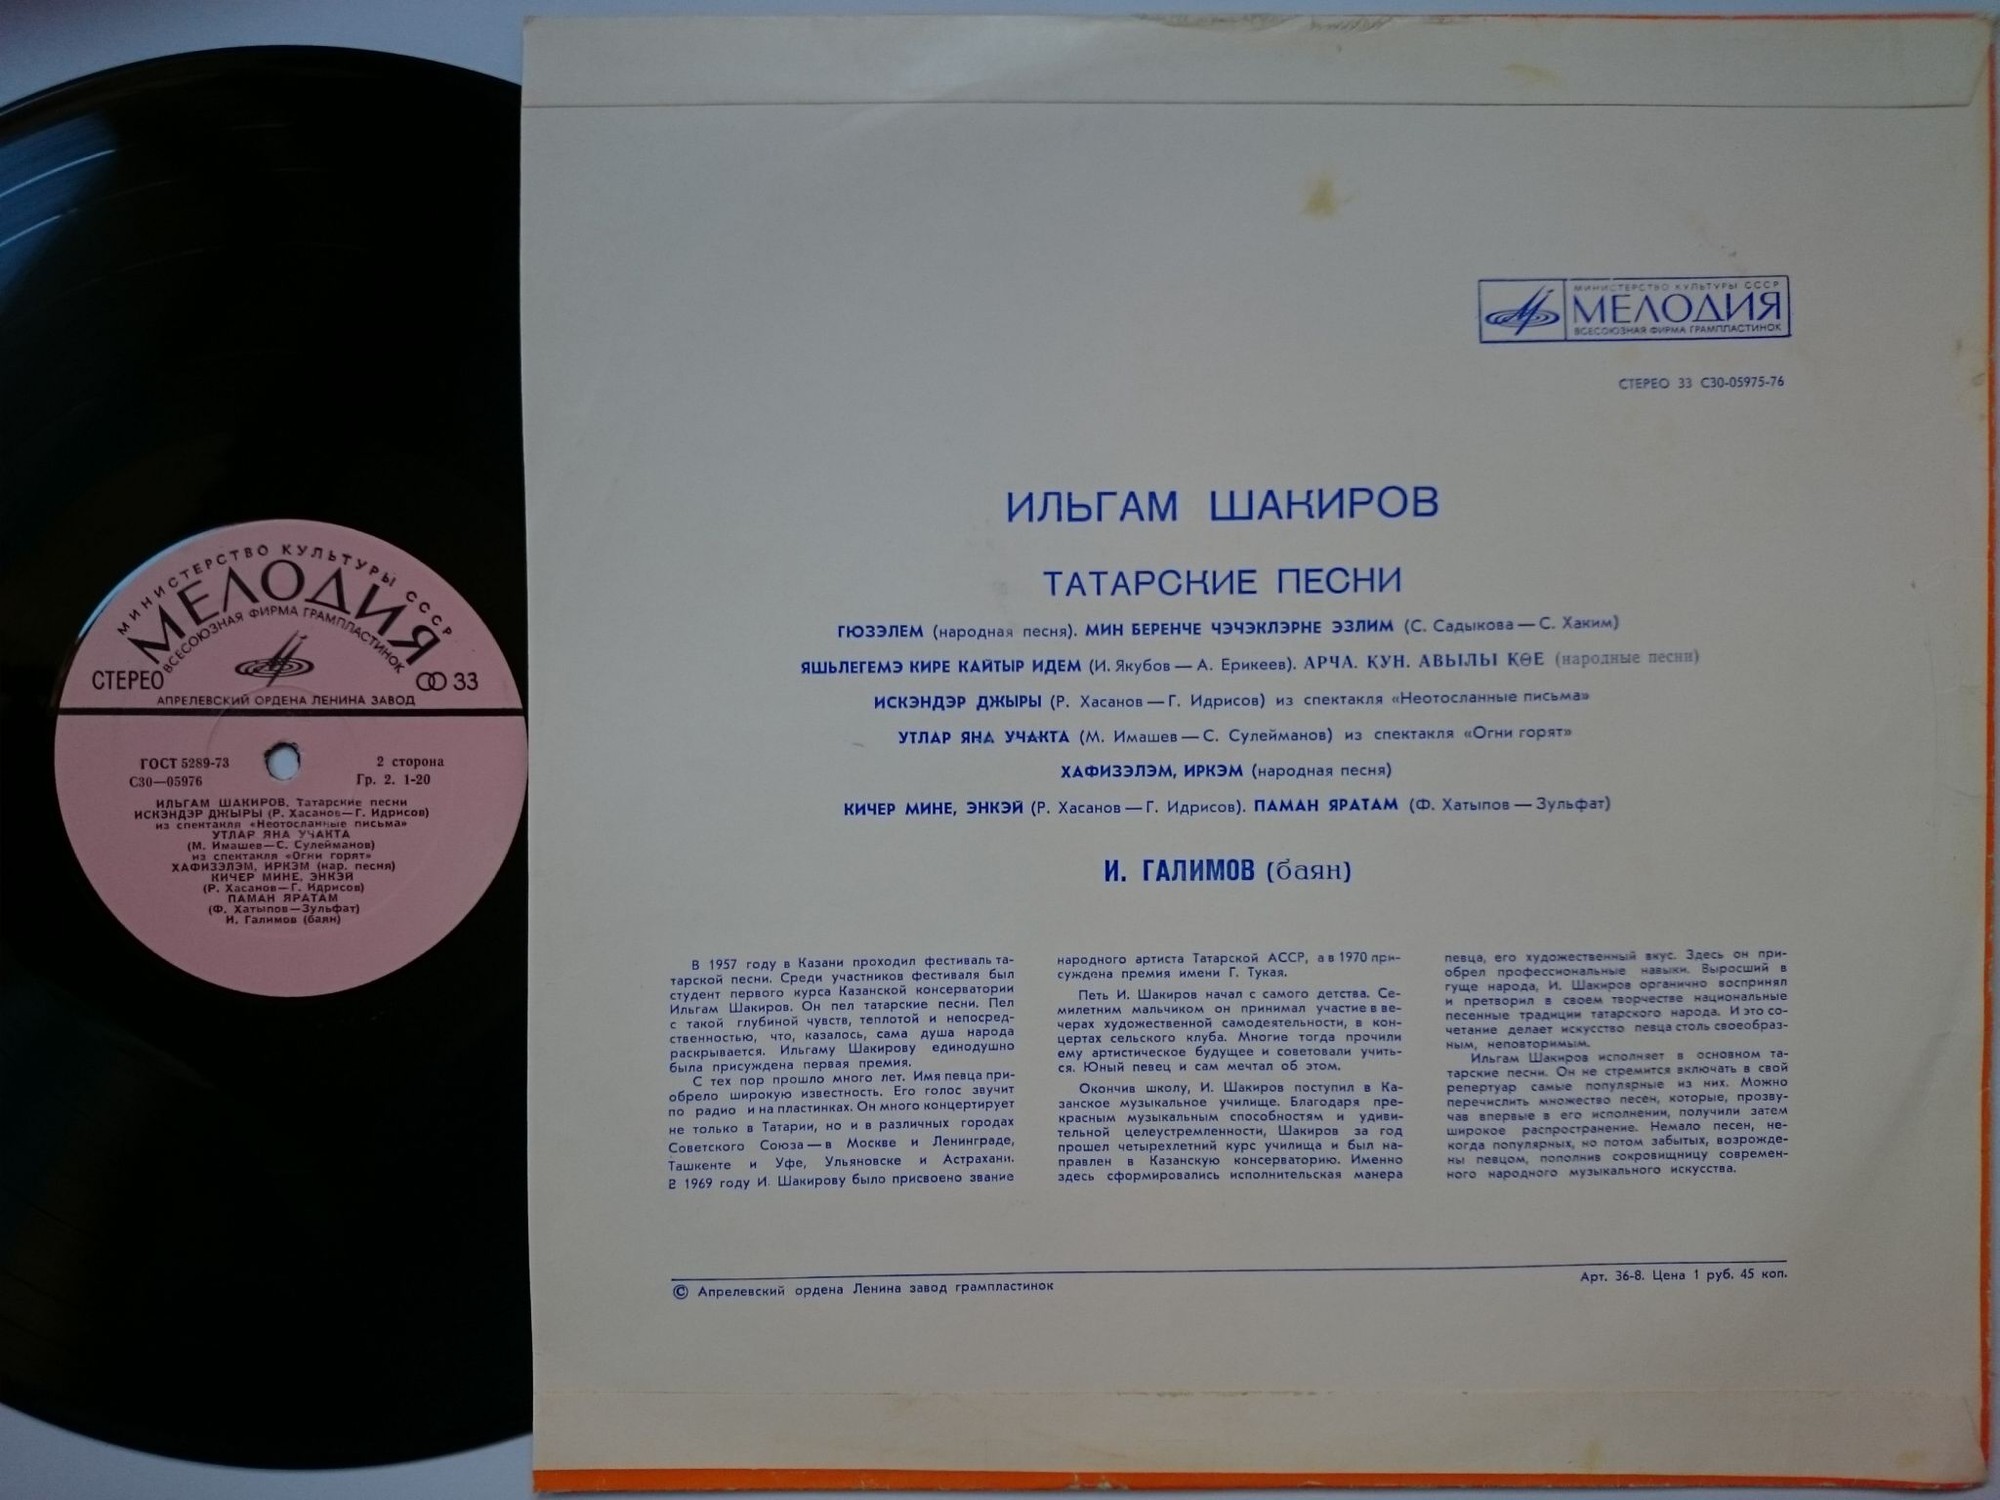 МИНИСТЕРСТВО КУЛЬТУРЫ СССР
МЕЛОДИЯ
ВСЕСОЮЗНАЯ ФИРМА ГРАМПЛАСТИНОК
СТЕРЕО 33
АПРЕЛЕВСКИЙ ОРДЕНА ЛЕНИНА ЗАВОД
ГОСТ 5289-73 2 сторона
С30—05976 Гр. 2. 1-20
ИЛЬГАМ ШАКИРОВ. Татарские песни
ИСКЭНДЭР ДЖЫРЫ (Р. Хасанов—Г. Идрисов)
из спектакля «Неотосланные письма»
УТЛАР ЯНА УЧАКТА
(М. Имашев—С. Сулейманов)
из спектакля «Огни горят»
ХАФИЗЭЛЭМ, ИРКЭМ (нар. песня)
КИЧЕР МИНЕ, ЭНКЭЙ
(Р. Хасанов—Г. Идрисов)
ПАМАН ЯРАТАМ
(Ф. Хатыпов—Зульфат)
И. Галимов (баян)
МИНИСТЕРСТВО КУЛЬТУРЫ СССР
МЕЛОДИЯ
ВСЕСОЮЗНАЯ ФИРМА ГРАМПЛАСТИНОК
СТЕРЕО 33 С30-05975-76
ИЛЬГАМ ШАКИРОВ
ТАТАРСКИЕ ПЕСНИ
ГЮЗЭЛЕМ (народная песня). МИН БЕРЕНЧЕ ЧЭЧЭКЛЭРНЕ ЭЗЛИМ (С. Садыкова — С. Хаким)
ЯШЬЛЕГЕМЭ КИРЕ КАЙТЫР ИДЕМ (И. Якубов — А. Ерикеев). АРЧА. КУН. АВЫЛЫ КӨЕ (народные песни)
ИСКЭНДЭР ДЖЫРЫ (Р. Хасанов — Г. Идрисов) из спектакля «Неотосланные письма»
УТЛАР ЯНА УЧАКТА (М. Имашев — С. Сулейманов) из спектакля «Огни горят»
ХАФИЗЭЛЭМ, ИРКЭМ (народная песня)
КИЧЕР МИНЕ, ЭНКЭЙ (Р. Хасанов — Г. Идрисов). ПАМАН ЯРАТАМ (Ф. Хатыпов — Зульфат)
И. ГАЛИМОВ (баян)
В 1957 году в Казани проходил фестиваль та-
тарской песни. Среди участников фестиваля был
студент первого курса Казанской консерватории
Ильгам Шакиров. Он пел татарские песни. Пел
с такой глубиной чувств, теплотой и непосред-
ственностью, что, казалось, сама душа народа
раскрывается. Ильгаму Шакирову единодушно
была присуждена первая премия.
С тех пор прошло много лет. Имя певца при-
обрело широкую известность. Его голос звучит
по радио и на пластинках. Он много концертирует
не только в Татарии, но и в различных городах
Советского Союза — в Москве и Ленинграде,
Ташкенте и Уфе, Ульяновске и Астрахани.
В 1969 году И. Шакирову было присвоено звание
народного артиста Татарской АССР, а в 1970 при-
суждена премия имени Г. Тукая.
Петь И. Шакиров начал с самого детства. Се-
милетним мальчиком он принимал участие в ве-
черах художественной самодеятельности, в кон-
цертах сельского клуба. Многие тогда прочили
ему артистическое будущее и советовали учить-
ся. Юный певец и сам мечтал об этом.
Окончив школу, И. Шакиров поступил в Ка-
занское музыкальное училище. Благодаря пре-
красным музыкальным способностям и удиви-
тельной целеустремленности, Шакиров за год
прошел четырехлетний курс училища и был на-
правлен в Казанскую консерваторию. Именно
здесь сформировались исполнительская манера
певца, его художественный вкус. Здесь он при-
обрел профессиональные навыки. Выросший в
гуще народа, И. Шакиров органично воспринял
и претворил в своем творчестве национальные
песенные традиции татарского народа. И это со-
четание делает искусство певца столь своеобраз-
ным, неповторимым.
Ильгам Шакиров исполняет в основном та-
тарские песни. Он не стремится включать в свой
репертуар самые популярные из них. Можно
перечислить множество песен, которые, прозву-
чав впервые в его исполнении, получили затем
широкое распространение. Немало песен, не-
когда популярных, но потом забытых, возрожде-
ны певцом, пополнив сокровищницу современ-
ного народного музыкального искусства.
© Апрелевский ордена Ленина завод грампластинок
Арт. 36-8. Цена 1 руб. 45 коп.